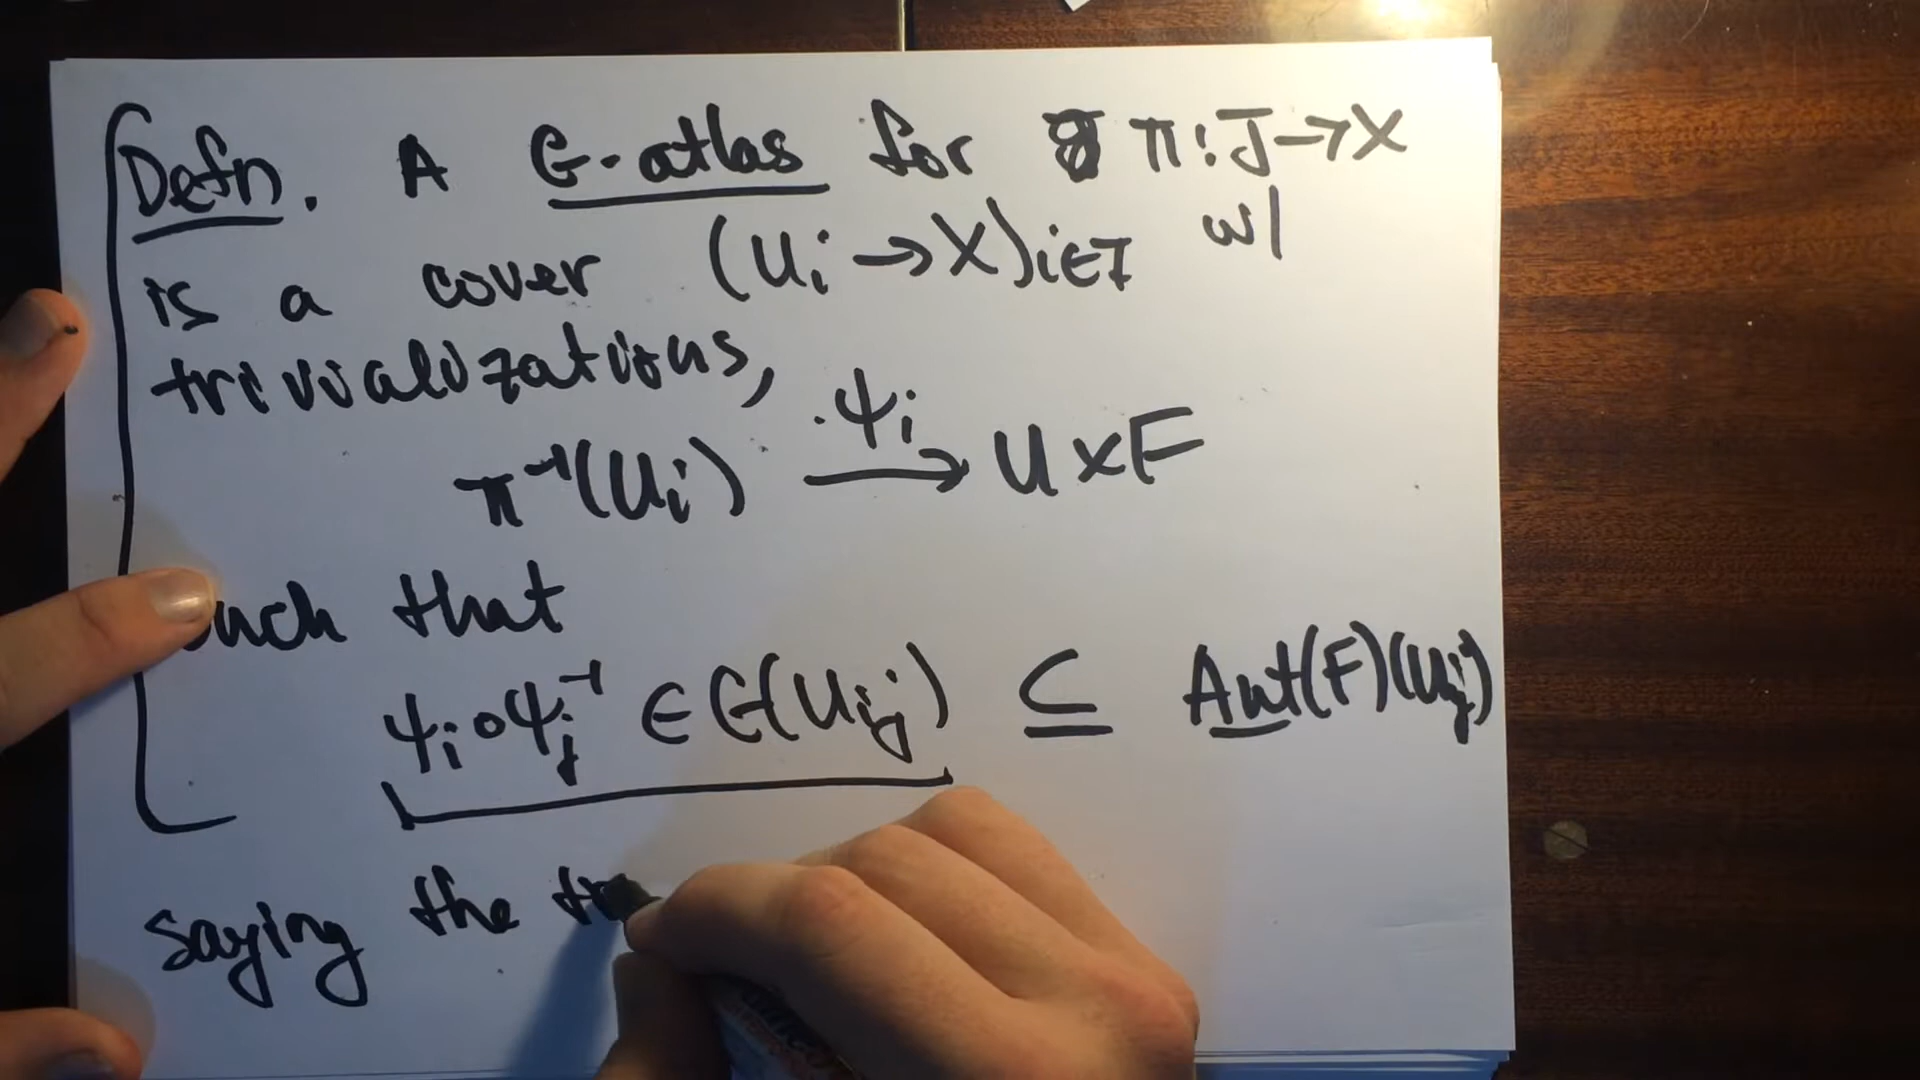 Defn. A G-atlas for π: J → X
is a cover (Ui → X)i∈I w/
trivializations,
π⁻¹(Ui) —ψi→ U × F
such that
ψi ∘ ψj⁻¹ ∈ G(Uij) ⊆ Aut(F)(Uij)
saying the